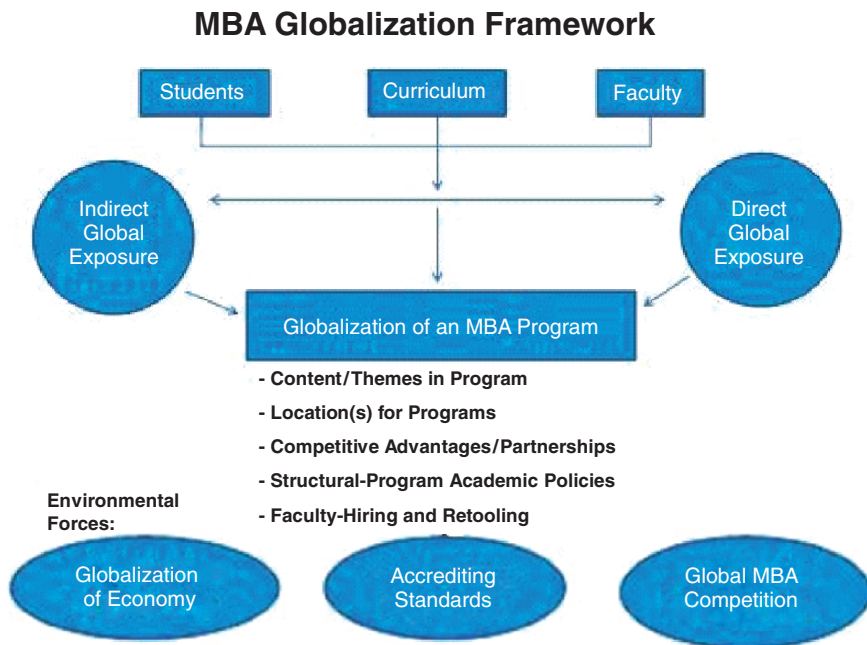 MBA Globalization Framework
Students
Curriculum
Faculty
Indirect
Global
Exposure
Direct
Global
Exposure
Globalization of an MBA Program
- Content/Themes in Program
- Location(s) for Programs
- Competitive Advantages/Partnerships
- Structural-Program Academic Policies
- Faculty-Hiring and Retooling
Environmental
Forces:
Globalization
of Economy
Accrediting
Standards
Global MBA
Competition